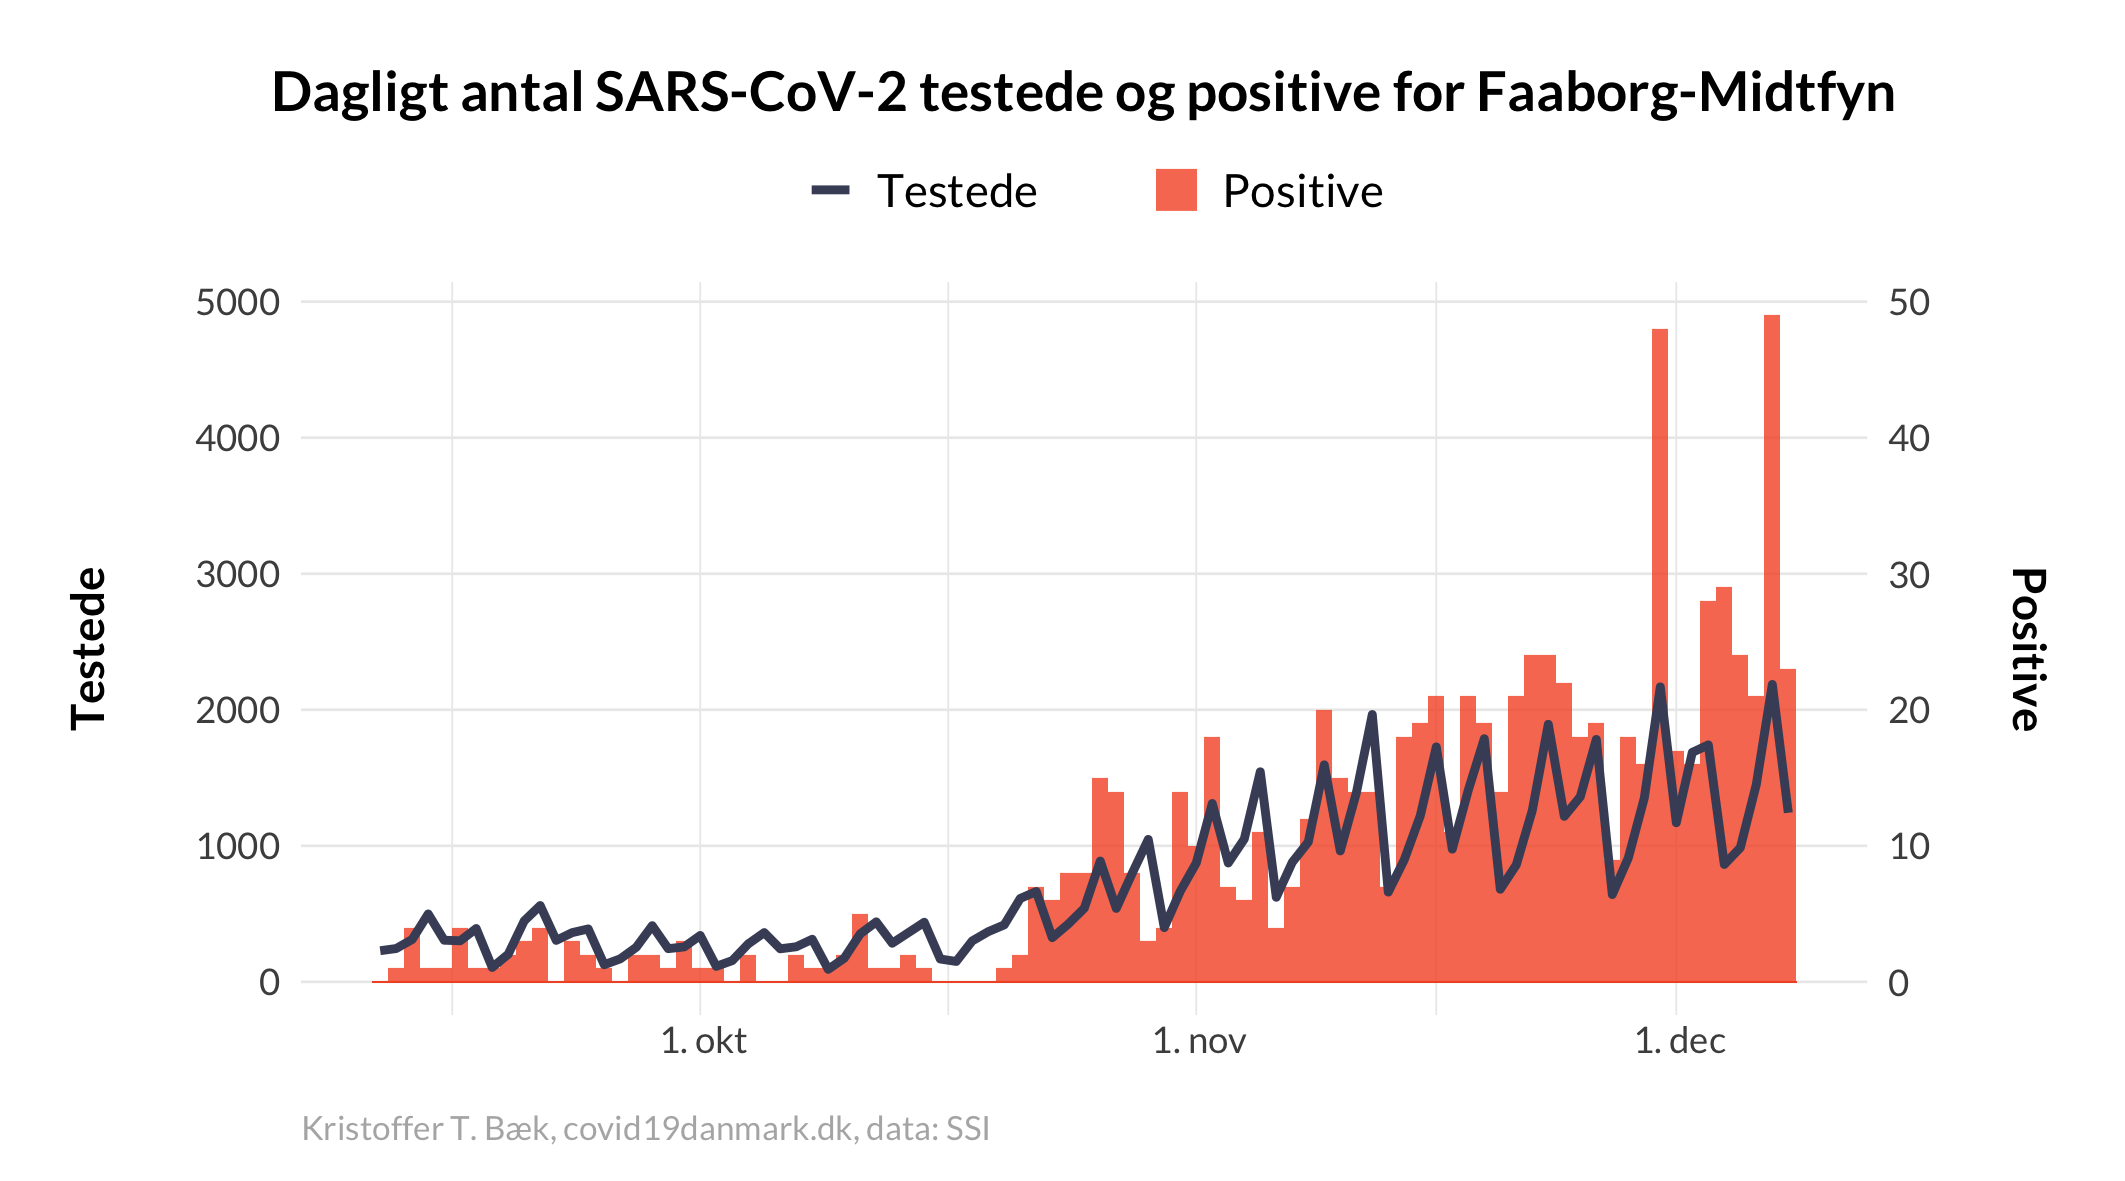 Dagligt antal SARS-CoV-2 testede og positive for Faaborg-Midtfyn
Testede
Positive
5000
4000
3000
2000
1000
0
Testede
50
40
30
20
10
0
Positive
1. okt
1. nov
1. dec
Kristoffer T. Bæk, covid19danmark.dk, data: SSI